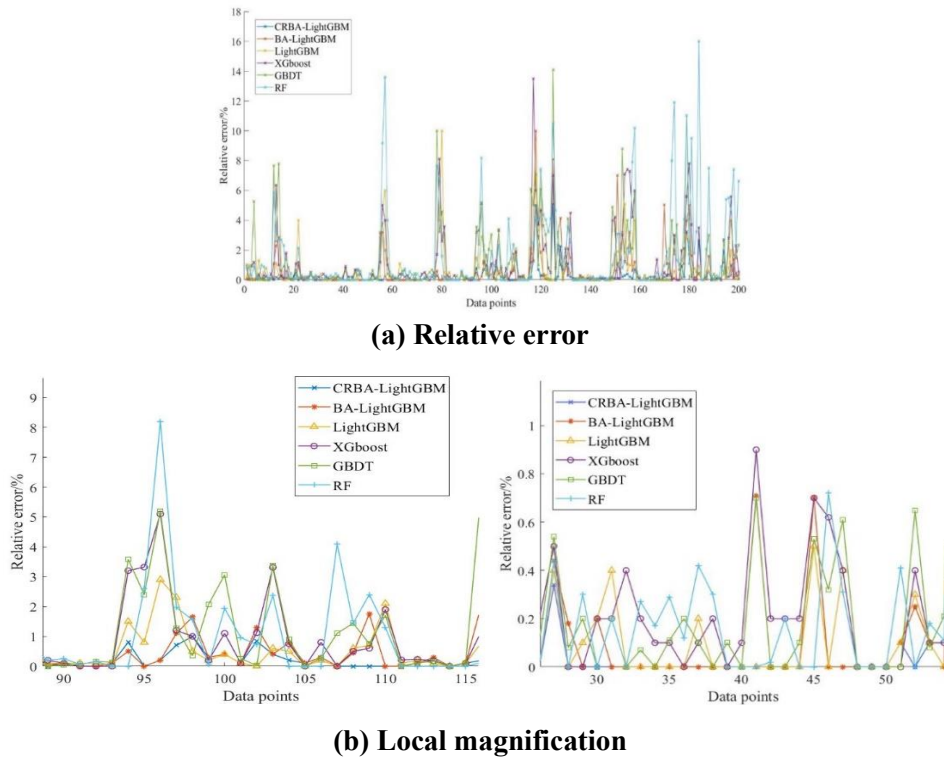 18
16
14
12
10
8
6
4
2
0
Relative error/%
CRBA-LightGBM
BA-LightGBM
LightGBM
XGboost
GBDT
RF
0 20 40 60 80 100 120 140 160 180 200
Data points
(a) Relative error
9
8
7
6
5
4
3
2
1
0
Relative error/%
CRBA-LightGBM
BA-LightGBM
LightGBM
XGboost
GBDT
RF
90 95 100 105 110 115
Data points
1
0.8
0.6
0.4
0.2
0
Relative error/%
CRBA-LightGBM
BA-LightGBM
LightGBM
XGboost
GBDT
RF
30 35 40 45 50
Data points
(b) Local magnification